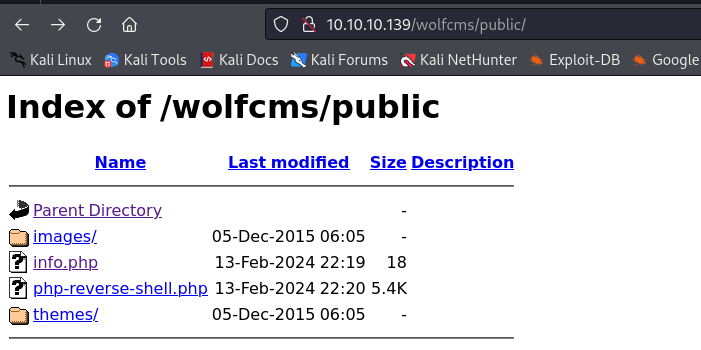 10.10.10.139/wolfcms/public/
Kali Linux Kali Tools Kali Docs Kali Forums Kali NetHunter Exploit-DB Google
Index of /wolfcms/public
Name Last modified Size Description
Parent Directory -
images/ 05-Dec-2015 06:05 -
info.php 13-Feb-2024 22:19 18
php-reverse-shell.php 13-Feb-2024 22:20 5.4K
themes/ 05-Dec-2015 06:05 -